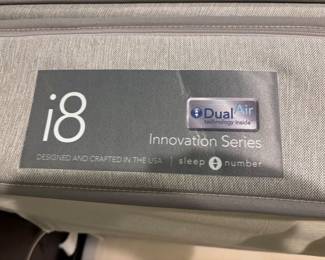 i8
DualAir
technology inside
Innovation Series
DESIGNED AND CRAFTED IN THE USA | sleep number